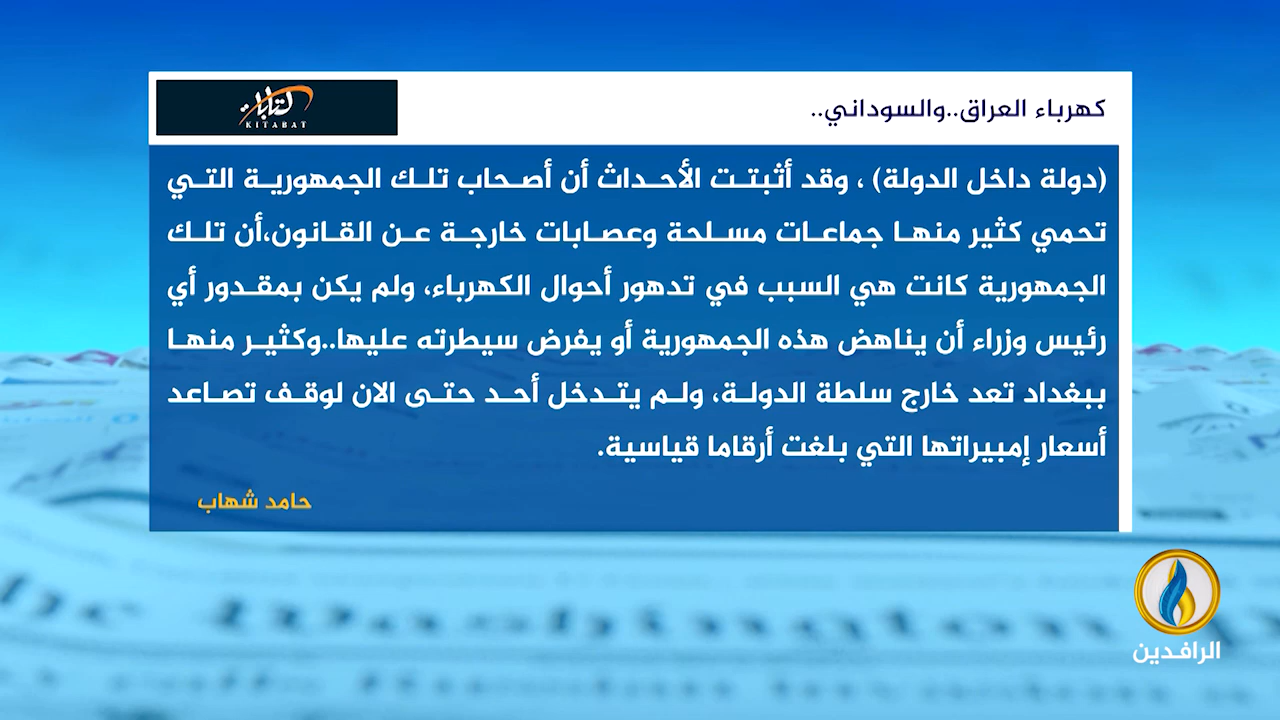 كهرباء العراق..والسوداني..
كتابات
KITABAT
(دولة داخل الدولة) ، وقد أثبتت الأحداث أن أصحاب تلك الجمهورية التي
تحمي كثير منها جماعات مسلحة وعصابات خارجة عن القانون،أن تلك
الجمهورية كانت هي السبب في تدهور أحوال الكهرباء، ولم يكن بمقدور أي
رئيس وزراء أن يناهض هذه الجمهورية أو يفرض سيطرته عليها..وكثير منها
ببغداد تعد خارج سلطة الدولة، ولم يتدخل أحد حتى الان لوقف تصاعد
أسعار إمبيراتها التي بلغت أرقاما قياسية.
حامد شهاب
الرافدين